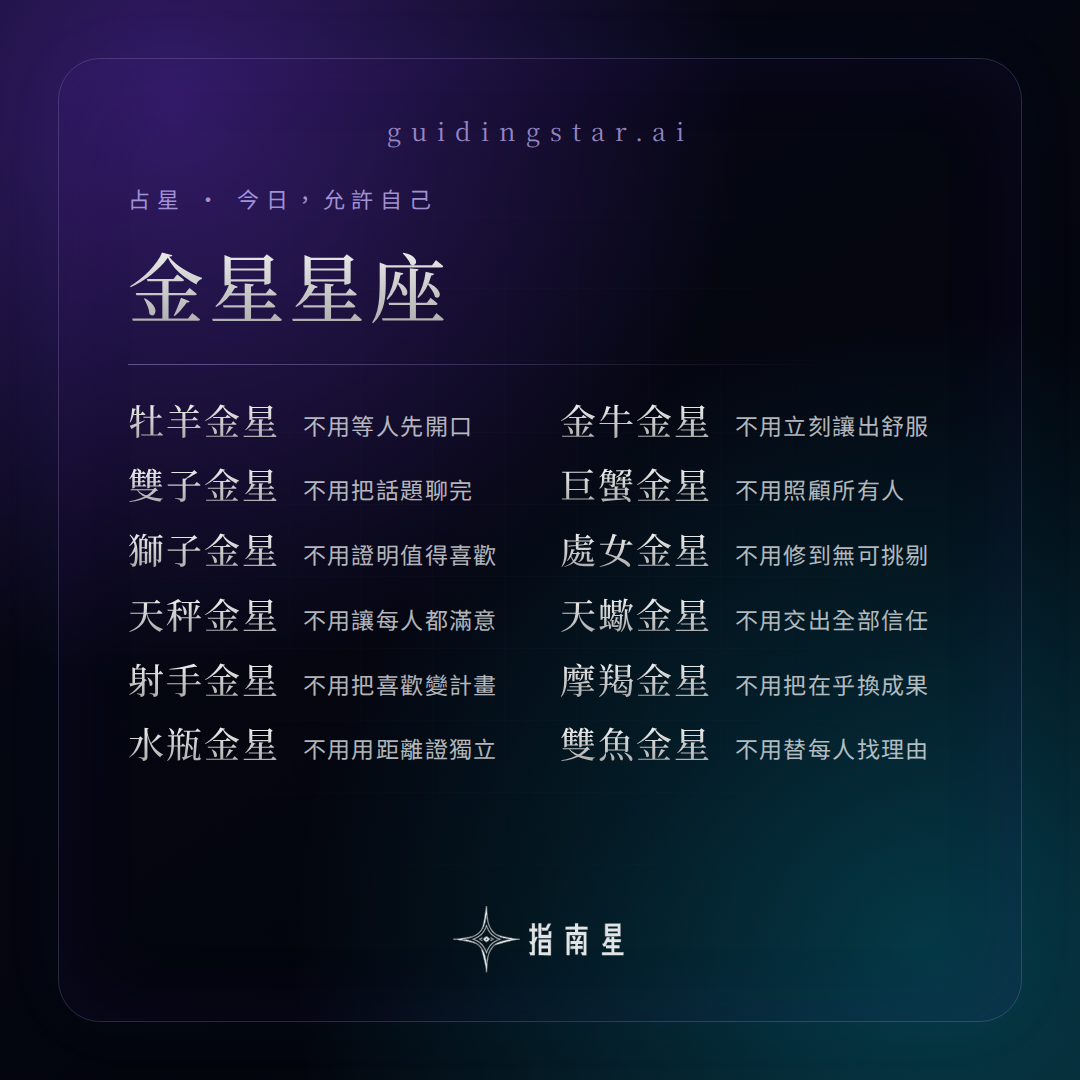 guidingstar.ai
占星 · 今日，允許自己
金星星座
牡羊金星 不用等人先開口
金牛金星 不用立刻讓出舒服
雙子金星 不用把話題聊完
巨蟹金星 不用照顧所有人
獅子金星 不用證明值得喜歡
處女金星 不用修到無可挑剔
天秤金星 不用讓每人都滿意
天蠍金星 不用交出全部信任
射手金星 不用把喜歡變計畫
摩羯金星 不用把在乎換成果
水瓶金星 不用用距離證獨立
雙魚金星 不用替每人找理由
指南星